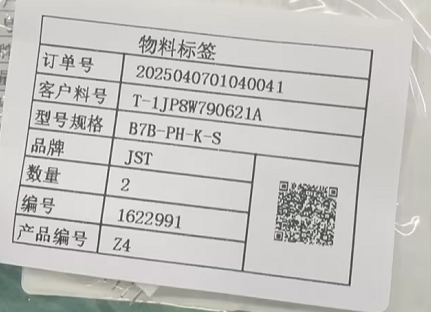 物料标签
订单号 2025040701040041
客户料号 T-1JP8W790621A
型号规格 B7B-PH-K-S
品牌 JST
数量 2
编号 1622991
产品编号 Z4